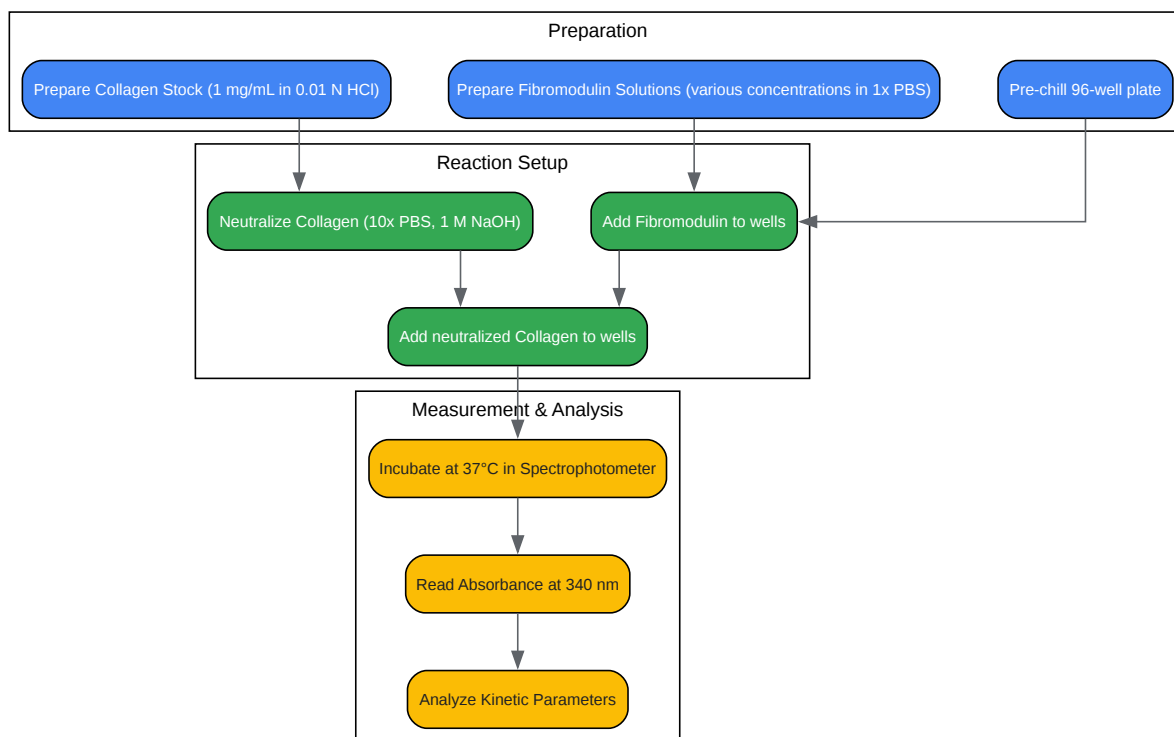 Preparation
Prepare Collagen Stock (1 mg/mL in 0.01 N HCl)
Prepare Fibromodulin Solutions (various concentrations in 1x PBS)
Pre-chill 96-well plate
Reaction Setup
Neutralize Collagen (10x PBS, 1 M NaOH)
Add Fibromodulin to wells
Add neutralized Collagen to wells
Measurement & Analysis
Incubate at 37°C in Spectrophotometer
Read Absorbance at 340 nm
Analyze Kinetic Parameters